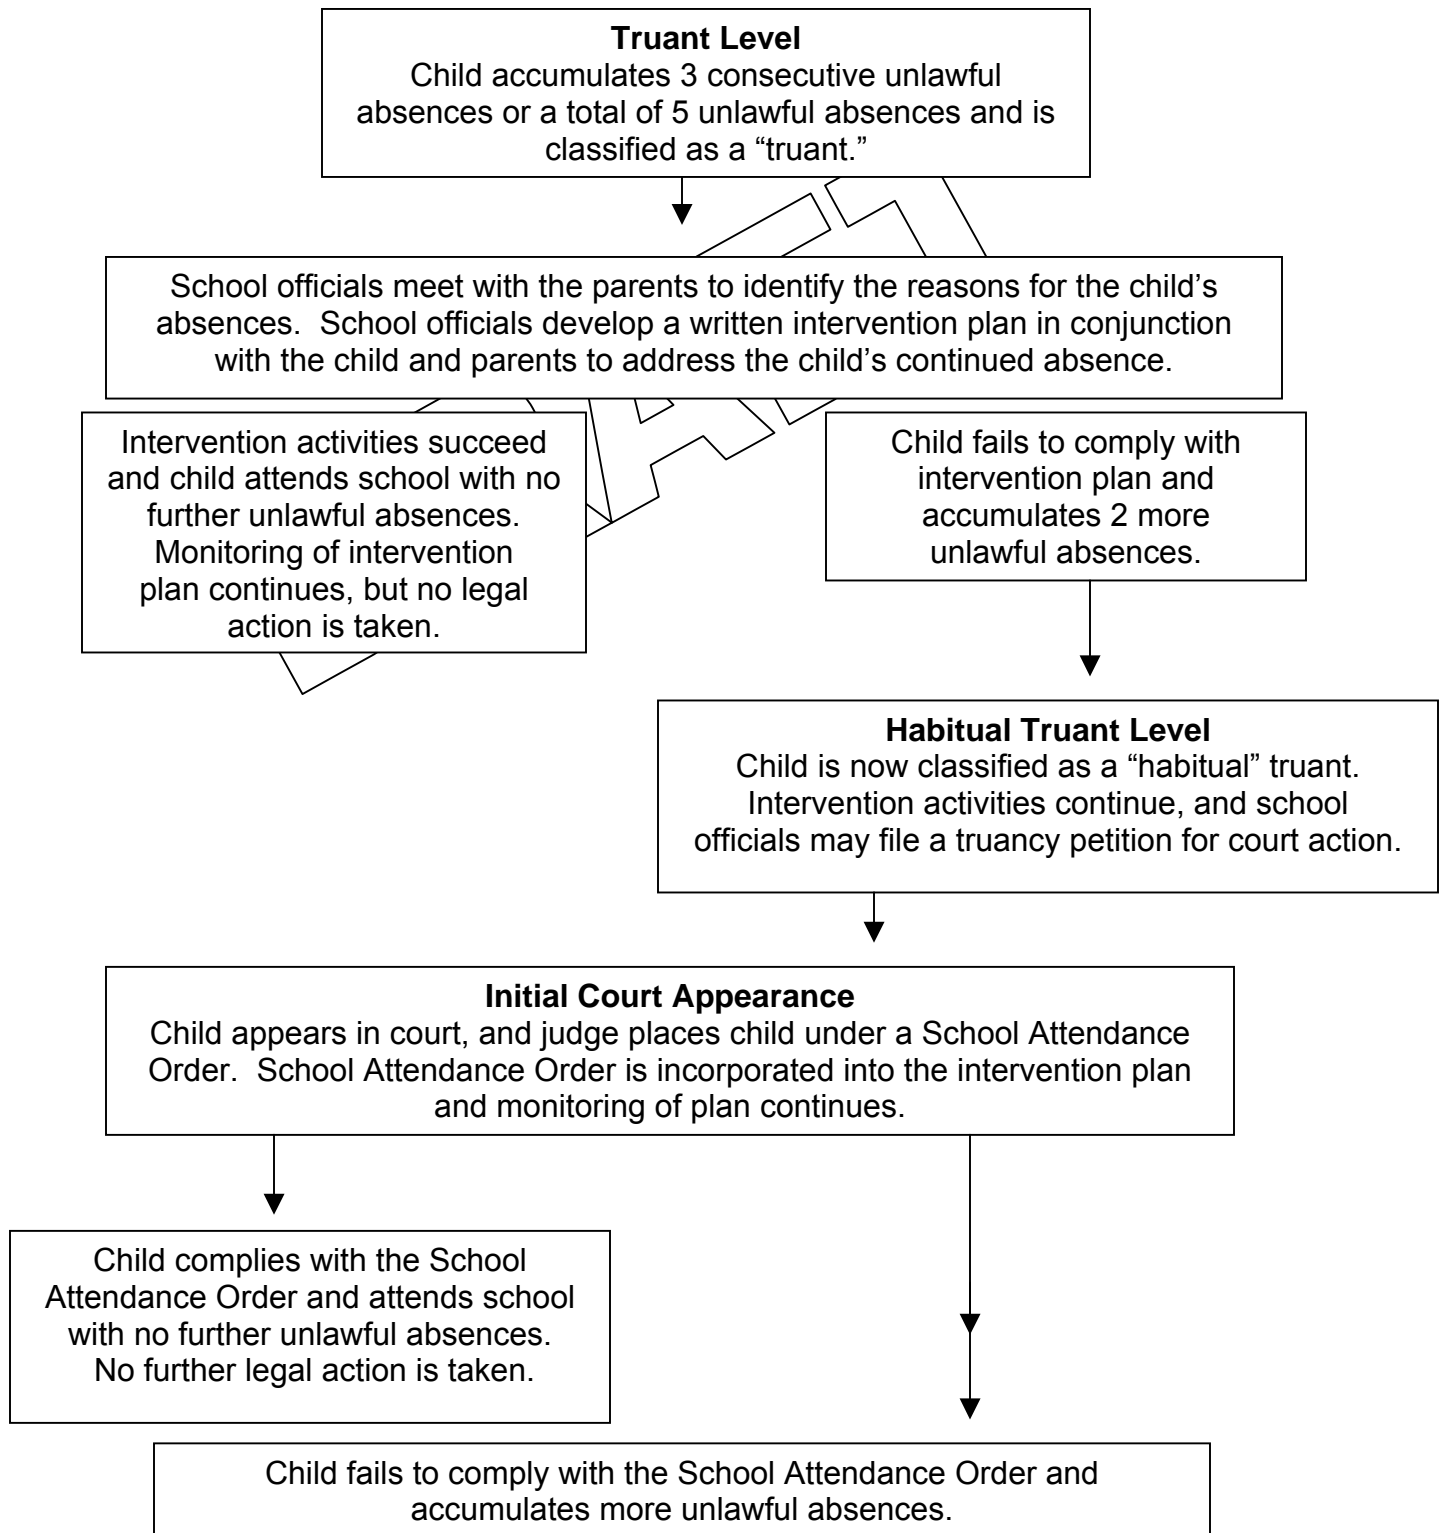 Truant Level
Child accumulates 3 consecutive unlawful
absences or a total of 5 unlawful absences and is
classified as a “truant.”
School officials meet with the parents to identify the reasons for the child’s
absences.  School officials develop a written intervention plan in conjunction
with the child and parents to address the child’s continued absence.
Intervention activities succeed
and child attends school with no
further unlawful absences.
Monitoring of intervention
plan continues, but no legal
action is taken.
Child fails to comply with
intervention plan and
accumulates 2 more
unlawful absences.
Habitual Truant Level
Child is now classified as a “habitual” truant.
Intervention activities continue, and school
officials may file a truancy petition for court action.
Initial Court Appearance
Child appears in court, and judge places child under a School Attendance
Order.  School Attendance Order is incorporated into the intervention plan
and monitoring of plan continues.
Child complies with the School
Attendance Order and attends school
with no further unlawful absences.
No further legal action is taken.
Child fails to comply with the School Attendance Order and
accumulates more unlawful absences.